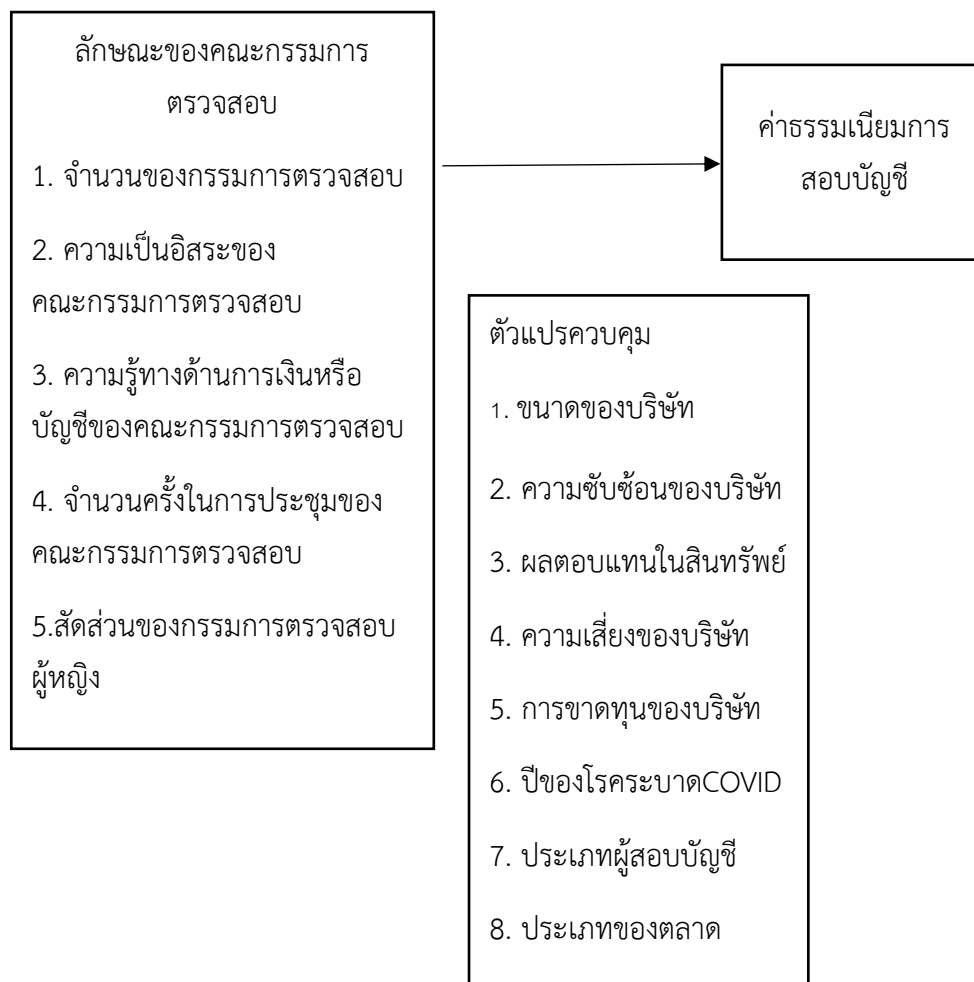 ลักษณะของคณะกรรมการ
ตรวจสอบ
1. จำนวนของกรรมการตรวจสอบ
2. ความเป็นอิสระของ
คณะกรรมการตรวจสอบ
3. ความรู้ทางด้านการเงินหรือ
บัญชีของคณะกรรมการตรวจสอบ
4. จำนวนครั้งในการประชุมของ
คณะกรรมการตรวจสอบ
5.สัดส่วนของกรรมการตรวจสอบ
ผู้หญิง
ค่าธรรมเนียมการ
สอบบัญชี
ตัวแปรควบคุม
1. ขนาดของบริษัท
2. ความซับซ้อนของบริษัท
3. ผลตอบแทนในสินทรัพย์
4. ความเสี่ยงของบริษัท
5. การขาดทุนของบริษัท
6. ปีของโรคระบาดCOVID
7. ประเภทผู้สอบบัญชี
8. ประเภทของตลาด